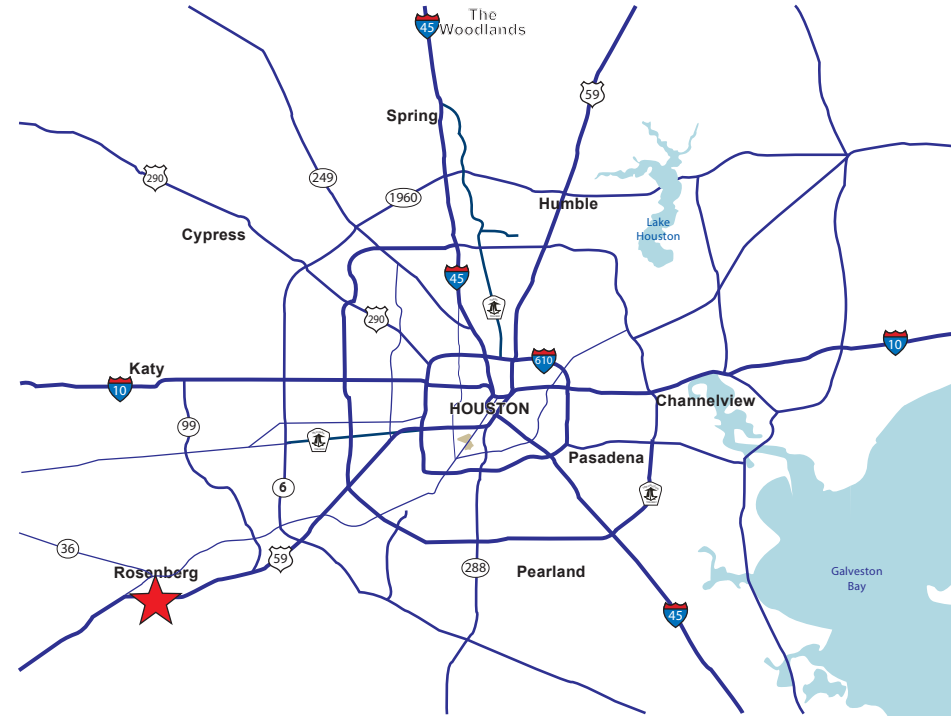 The
Woodlands
45
59
Spring
290
249
1960
Humble
Lake
Houston
Cypress
45
290
610
10
Katy
10
HOUSTON
Channelview
99
Pasadena
6
36
59
288
Rosenberg
Pearland
Galveston
Bay
45